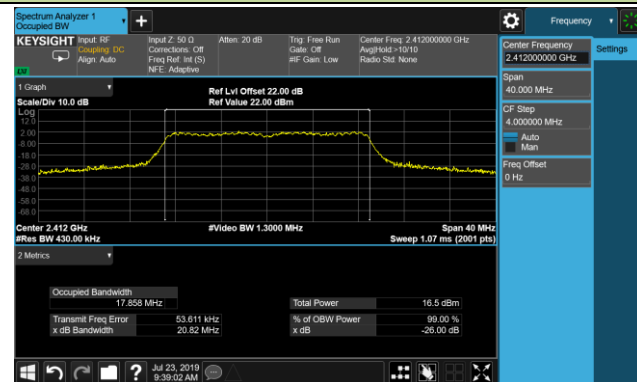 Spectrum Analyzer 1
Occupied BW
Frequency
KEYSIGHT
Input: RF
Coupling: DC
Align: Auto
Input Z: 50 Ω
Corrections: Off
Freq Ref: Int (S)
NFE: Adaptive
Atten: 20 dB
Trig: Free Run
Gate: Off
#IF Gain: Low
Center Freq: 2.412000000 GHz
Avg|Hold:>10/10
Radio Std: None
Center Frequency
2.412000000 GHz
Settings
Span
40.000 MHz
CF Step
4.000000 MHz
Auto
Man
Freq Offset
0 Hz
1 Graph
Scale/Div 10.0 dB
Ref Lvl Offset 22.00 dB
Ref Value 22.00 dBm
Log
12.0
2.00
-8.00
-18.0
-28.0
-38.0
-48.0
-58.0
-68.0
Center 2.412 GHz
#Res BW 430.00 kHz
#Video BW 1.3000 MHz
Span 40 MHz
Sweep 1.07 ms (2001 pts)
2 Metrics
Occupied Bandwidth
17.858 MHz
Total Power 16.5 dBm
Transmit Freq Error 53.611 kHz
% of OBW Power 99.00 %
x dB Bandwidth 20.82 MHz
x dB -26.00 dB
?
Jul 23, 2019
9:39:02 AM